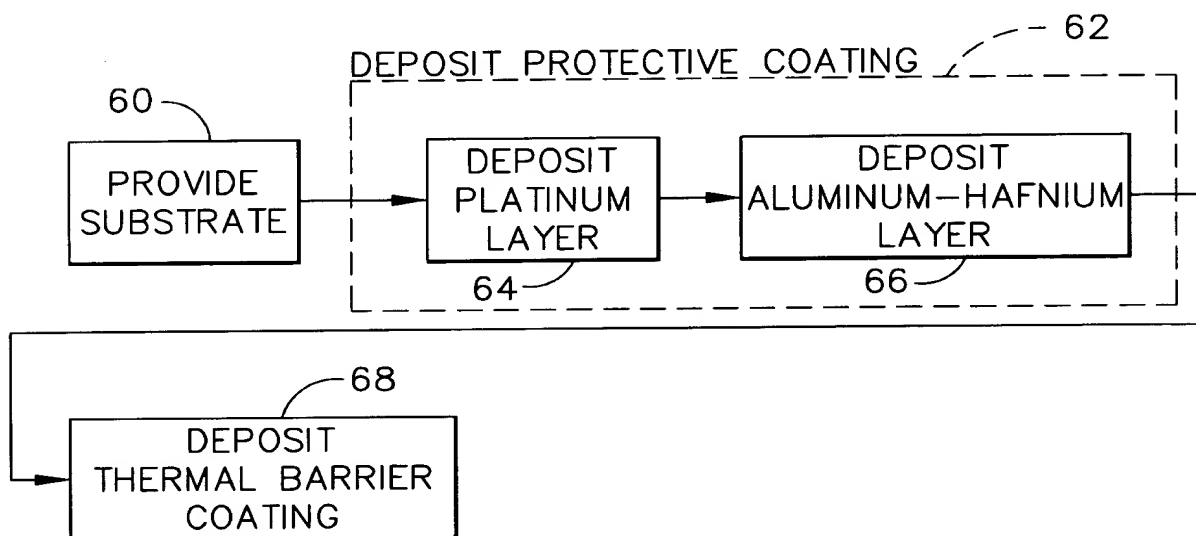 62
DEPOSIT PROTECTIVE COATING
60
PROVIDE
SUBSTRATE
DEPOSIT
PLATINUM
LAYER
64
DEPOSIT
ALUMINUM–HAFNIUM
LAYER
66
68
DEPOSIT
THERMAL BARRIER
COATING